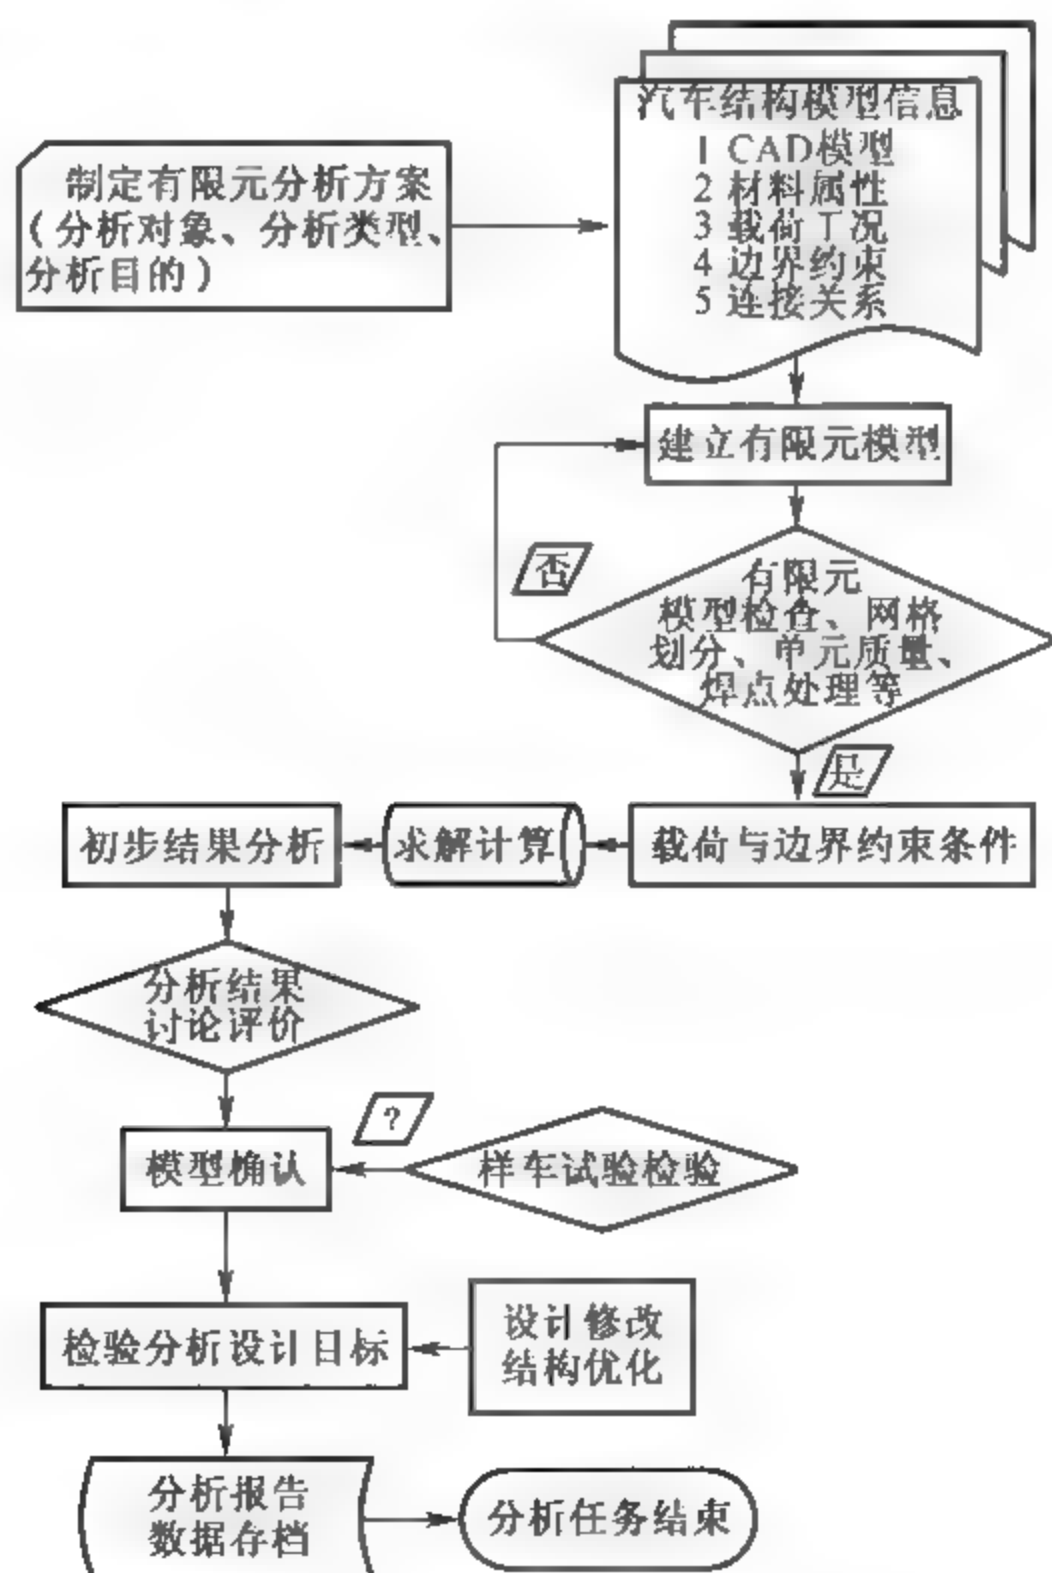 制定有限元分析方案
(分析对象、分析类型、
分析目的)
汽车结构模型信息
1 CAD模型
2 材料属性
3 载荷工况
4 边界约束
5 连接关系
建立有限元模型
否
有限元
模型检查、网格
划分、单元质量、
焊点处理等
是
载荷与边界约束条件
求解计算
初步结果分析
分析结果
讨论评价
?
模型确认
样车试验检验
检验分析设计目标
设计修改
结构优化
分析报告
数据存档
分析任务结束